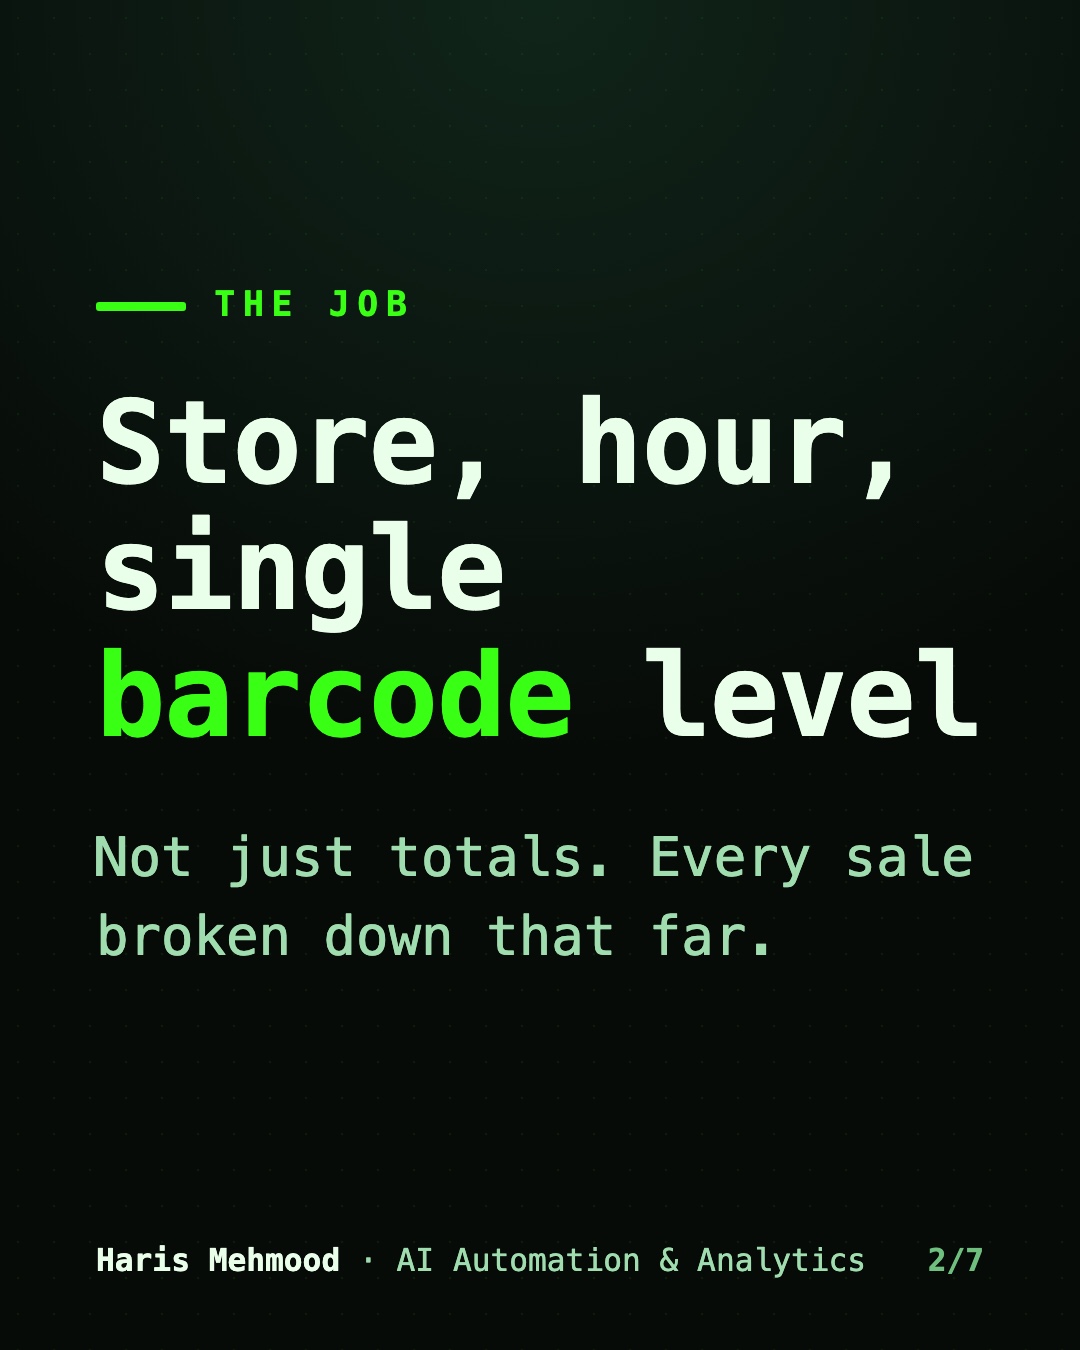 THE JOB
Store, hour,
single
barcode level
Not just totals. Every sale
broken down that far.
Haris Mehmood · AI Automation & Analytics 2/7